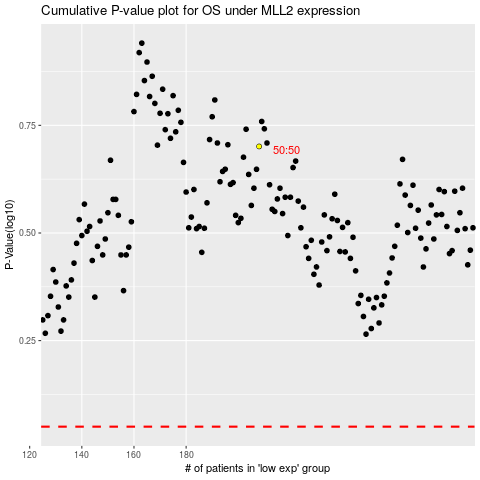 Cumulative P-value plot for OS under MLL2 expression
P-Value(log10)
0.75
0.50
0.25
50:50
120 140 160 180
# of patients in 'low exp' group